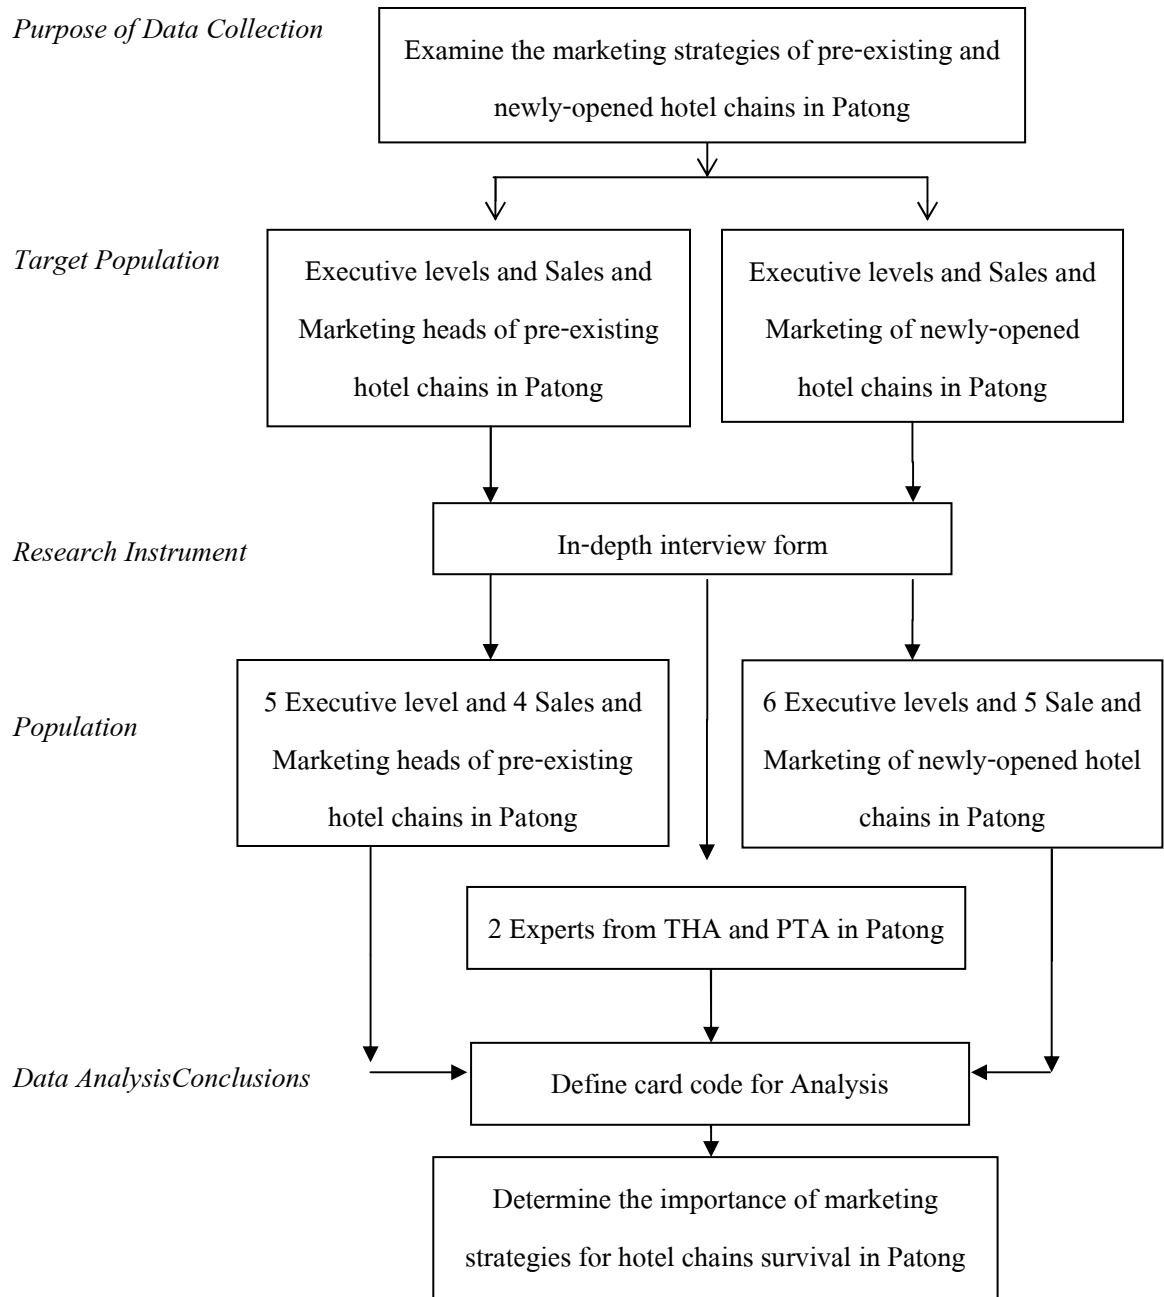 Purpose of Data Collection
Examine the marketing strategies of pre-existing and
newly-opened hotel chains in Patong
Target Population
Executive levels and Sales and
Marketing heads of pre-existing
hotel chains in Patong
Executive levels and Sales and
Marketing of newly-opened
hotel chains in Patong
Research Instrument
In-depth interview form
Population
5 Executive level and 4 Sales and
Marketing heads of pre-existing
hotel chains in Patong
6 Executive levels and 5 Sale and
Marketing of newly-opened hotel
chains in Patong
2 Experts from THA and PTA in Patong
Data AnalysisConclusions
Define card code for Analysis
Determine the importance of marketing
strategies for hotel chains survival in Patong